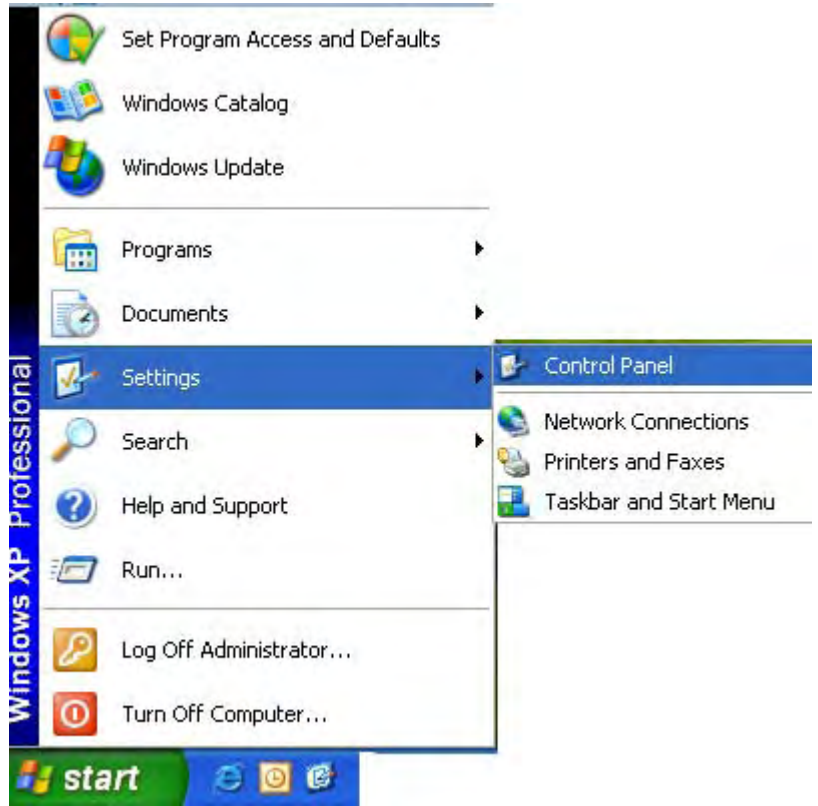 Set Program Access and Defaults
Windows Catalog
Windows Update
Programs
Documents
Settings
Search
Help and Support
Run...
Log Off Administrator...
Turn Off Computer...
Control Panel
Network Connections
Printers and Faxes
Taskbar and Start Menu
Windows XP Professional
start